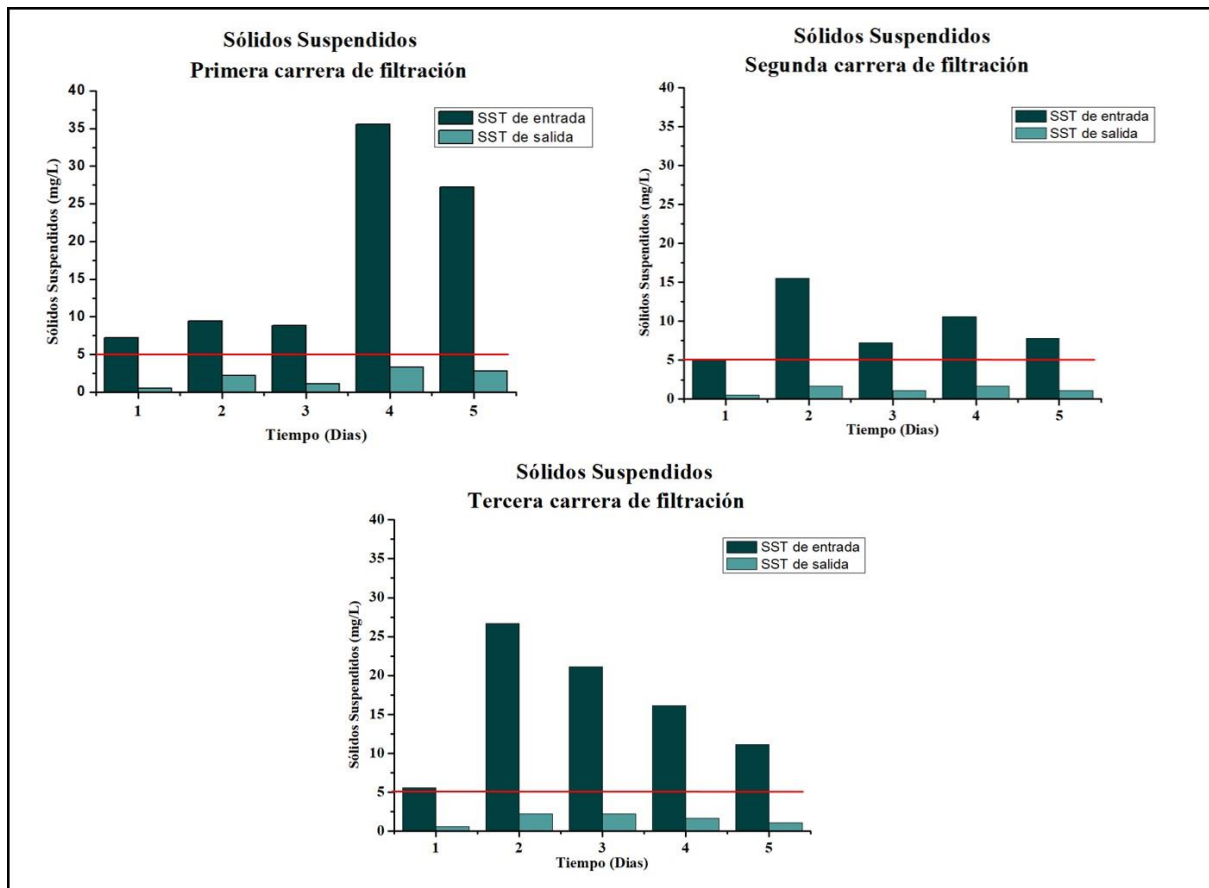 Sólidos Suspendidos
Primera carrera de filtración
40
35
30
25
20
15
10
5
0
Sólidos Suspendidos (mg/L)
SST de entrada
SST de salida
1 2 3 4 5
Tiempo (Dias)
Sólidos Suspendidos
Segunda carrera de filtración
40
35
30
25
20
15
10
5
0
Sólidos Suspendidos (mg/L)
SST de entrada
SST de salida
1 2 3 4 5
Tiempo (Dias)
Sólidos Suspendidos
Tercera carrera de filtración
40
35
30
25
20
15
10
5
0
Sólidos Suspendidos (mg/L)
SST de entrada
SST de salida
1 2 3 4 5
Tiempo (Dias)